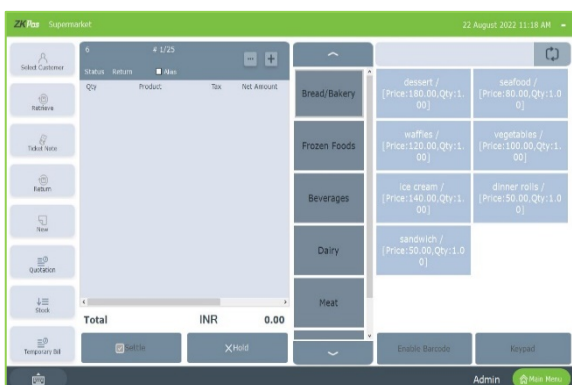 ZKPos Supermarket
22 August 2022 11:18 AM
Select Customer
Retrieve
Ticket Note
Return
New
Quotation
Stock
Temporary Bill
6 # 1/25
Status Return Alias
Qty Product Tax Net Amount
Total INR 0.00
Settle
Hold
Bread/Bakery
Frozen Foods
Beverages
Dairy
Meat
dessert /
[Price:180.00,Qty:1.
00]
seafood /
[Price:80.00,Qty:1.0
0]
waffles /
[Price:120.00,Qty:1.
00]
vegetables /
[Price:100.00,Qty:1.
00]
ice cream /
[Price:140.00,Qty:1.
00]
dinner rolls /
[Price:50.00,Qty:1.0
0]
sandwich /
[Price:50.00,Qty:1.0
0]
Enable Barcode
Keypad
Admin
Main Menu